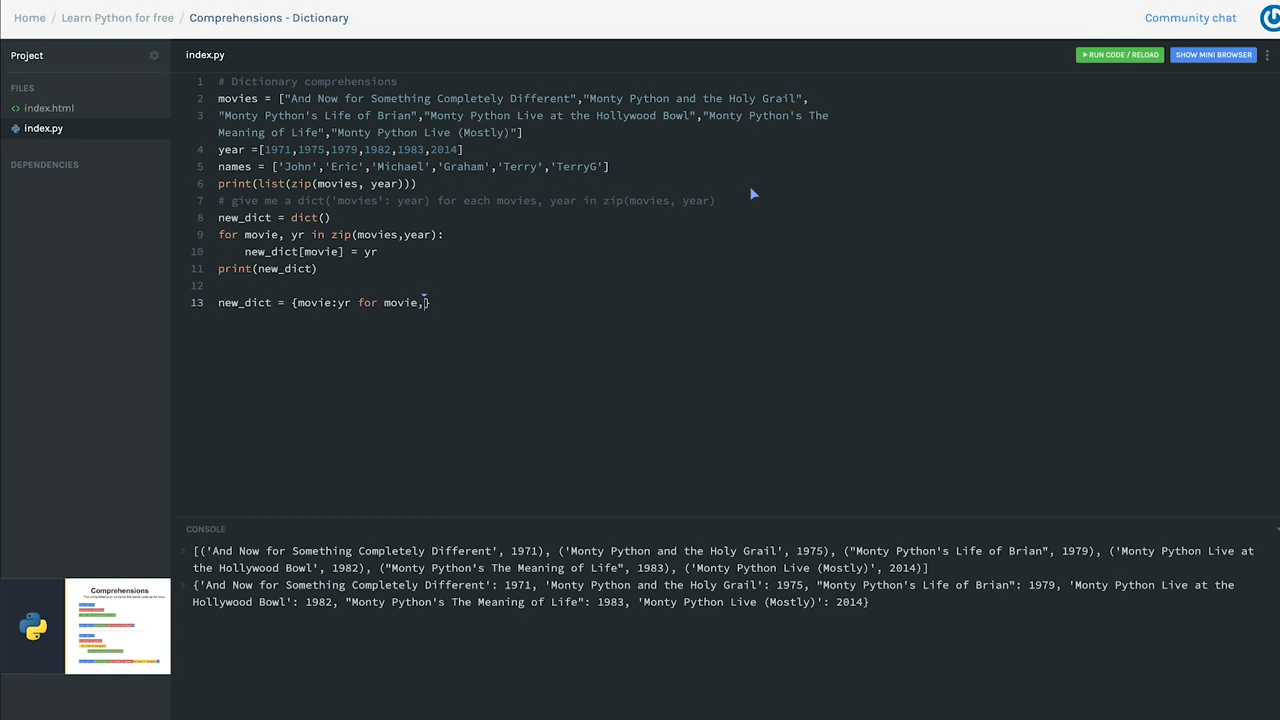 Home / Learn Python for free / Comprehensions - Dictionary
Community chat
Project
index.py
RUN CODE / RELOAD
SHOW MINI BROWSER
FILES
index.html
index.py
DEPENDENCIES
1 # Dictionary comprehensions
2 movies = ["And Now for Something Completely Different","Monty Python and the Holy Grail",
3 "Monty Python's Life of Brian","Monty Python Live at the Hollywood Bowl","Monty Python's The
Meaning of Life","Monty Python Live (Mostly)"]
4 year =[1971,1975,1979,1982,1983,2014]
5 names = ['John','Eric','Michael','Graham','Terry','TerryG']
6 print(list(zip(movies, year)))
7 # give me a dict('movies': year) for each movies, year in zip(movies, year)
8 new_dict = dict()
9 for movie, yr in zip(movies,year):
10 new_dict[movie] = yr
11 print(new_dict)
12
13 new_dict = {movie:yr for movie,}
CONSOLE
[('And Now for Something Completely Different', 1971), ('Monty Python and the Holy Grail', 1975), ("Monty Python's Life of Brian", 1979), ('Monty Python Live at
the Hollywood Bowl', 1982), ("Monty Python's The Meaning of Life", 1983), ('Monty Python Live (Mostly)', 2014)]
{'And Now for Something Completely Different': 1971, 'Monty Python and the Holy Grail': 1975, "Monty Python's Life of Brian": 1979, 'Monty Python Live at the
Hollywood Bowl': 1982, "Monty Python's The Meaning of Life": 1983, 'Monty Python Live (Mostly)': 2014}
Comprehensions